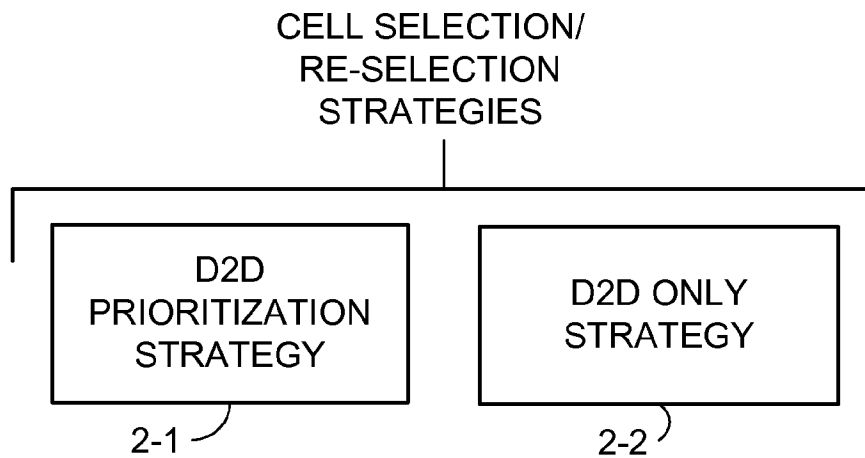 CELL SELECTION/
RE-SELECTION
STRATEGIES
D2D
PRIORITIZATION
STRATEGY
D2D ONLY
STRATEGY
2-1
2-2